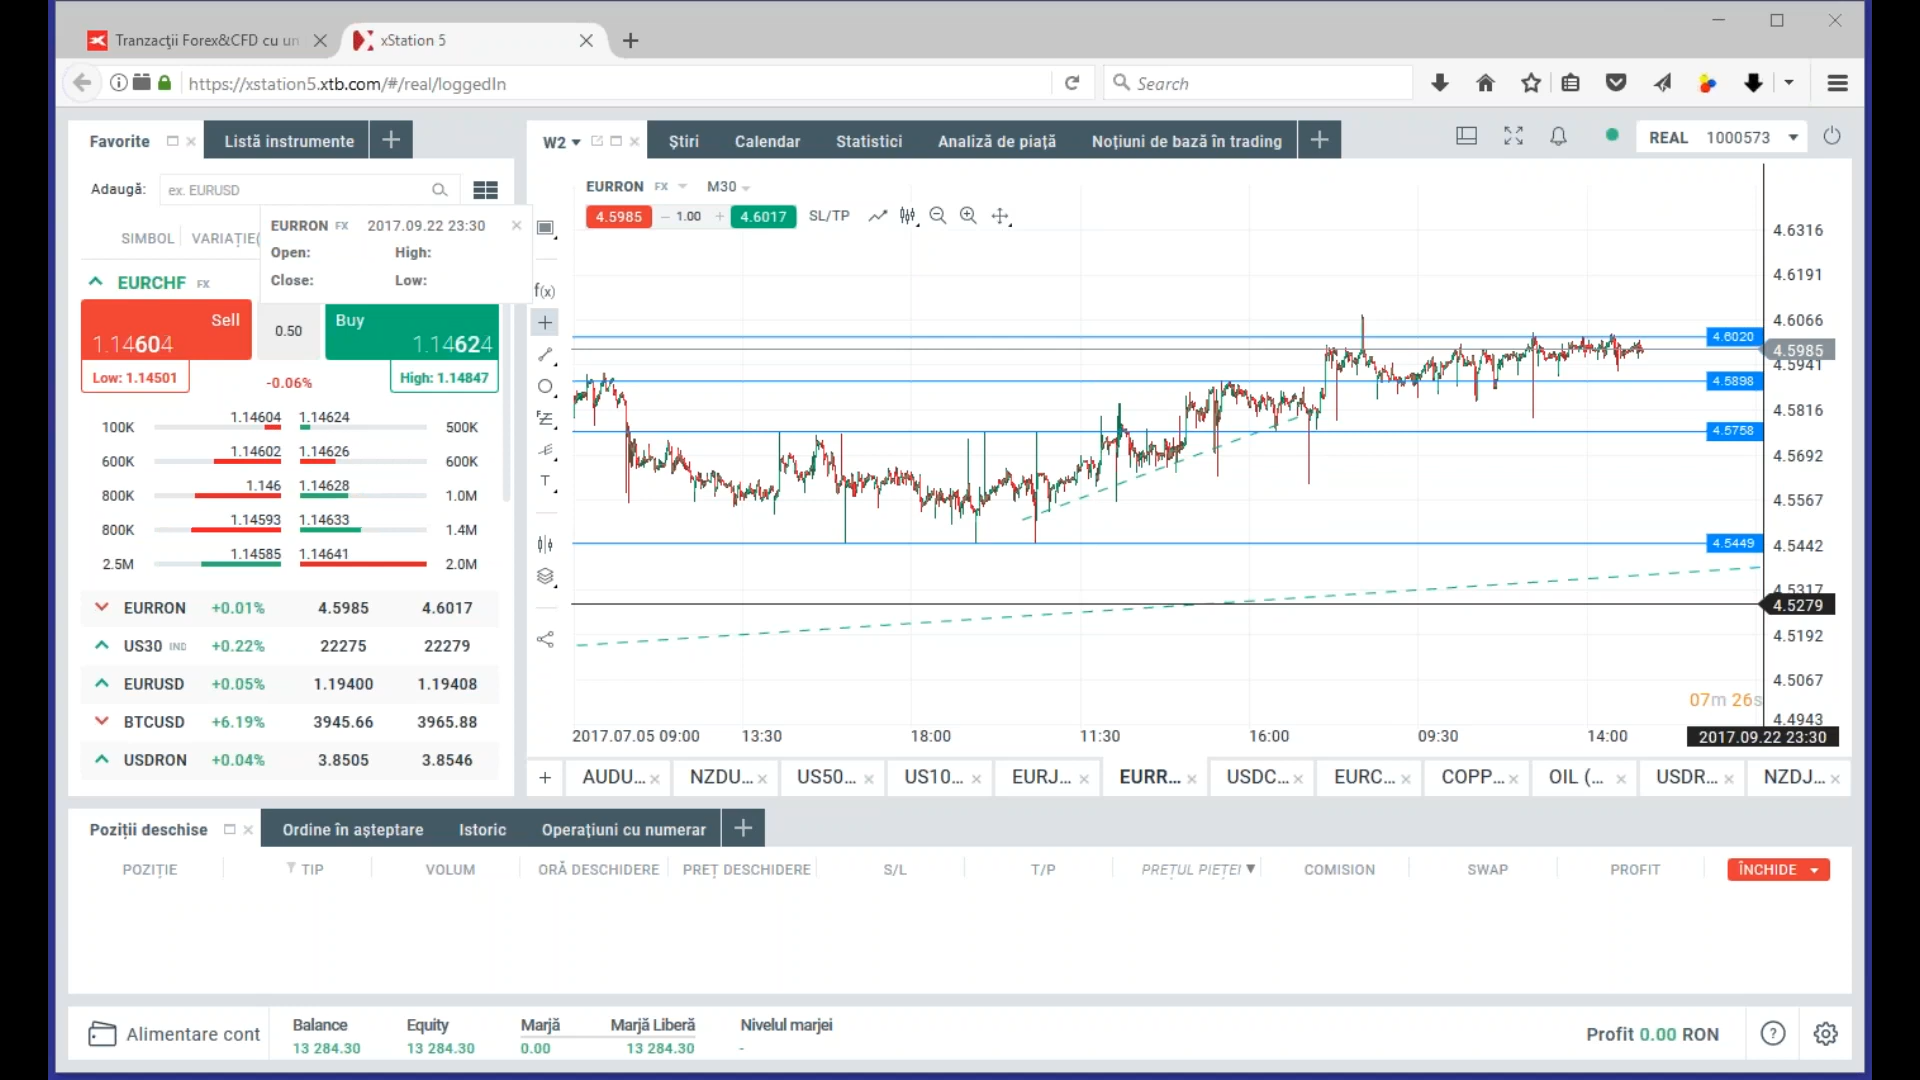 Tranzacţii Forex&CFD cu un
xStation 5
https://xstation5.xtb.com/#/real/loggedIn
Search
Favorite
Listă instrumente
W2
Știri
Calendar
Statistici
Analiză de piață
Noțiuni de bază în trading
REAL 1000573
Adaugă:
ex. EURUSD
SIMBOL
VARIAȚIE(
EURRON FX 2017.09.22 23:30
Open:
High:
Close:
Low:
EURCHF FX
Sell
1.14604
0.50
Buy
1.14624
Low: 1.14501
-0.06%
High: 1.14847
100K 1.14604 1.14624 500K
600K 1.14602 1.14626 600K
800K 1.146 1.14628 1.0M
800K 1.14593 1.14633 1.4M
2.5M 1.14585 1.14641 2.0M
EURRON +0.01% 4.5985 4.6017
US30 IND +0.22% 22275 22279
EURUSD +0.05% 1.19400 1.19408
BTCUSD +6.19% 3945.66 3965.88
USDRON +0.04% 3.8505 3.8546
EURRON FX M30
4.5985 1.00 4.6017 SL/TP
f(x)
T
4.6316
4.6191
4.6066
4.6020
4.5985
4.5941
4.5898
4.5816
4.5758
4.5692
4.5567
4.5449
4.5442
4.5317
4.5279
4.5192
4.5067
4.4943
07m 26s
2017.07.05 09:00 13:30 18:00 11:30 16:00 09:30 14:00 2017.09.22 23:30
AUDU... NZDU... US50... US10... EURJ... EURR... USDC... EURC... COPP... OIL (... USDR... NZDJ...
Poziții deschise
Ordine în așteptare
Istoric
Operațiuni cu numerar
POZIȚIE TIP VOLUM ORĂ DESCHIDERE PREȚ DESCHIDERE S/L T/P PREȚUL PIEȚEI COMISION SWAP PROFIT ÎNCHIDE
Alimentare cont
Balance Equity Marjă Marjă Liberă Nivelul marjei
13 284.30 13 284.30 0.00 13 284.30 -
Profit 0.00 RON